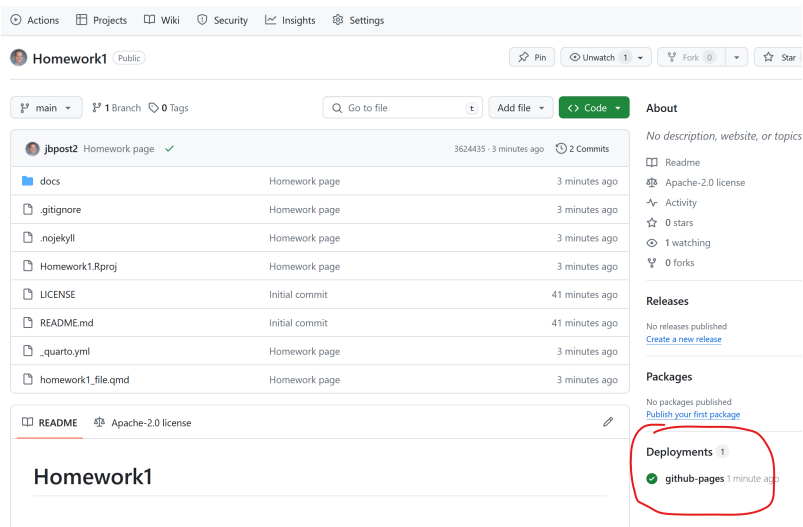 Actions Projects Wiki Security Insights Settings
Homework1 Public Pin Unwatch 1 Fork 0 Star
main 1 Branch 0 Tags Go to file t Add file <> Code
jbpost2 Homework page 3624435 · 3 minutes ago 2 Commits
docs Homework page 3 minutes ago
.gitignore Homework page 3 minutes ago
.nojekyll Homework page 3 minutes ago
Homework1.Rproj Homework page 3 minutes ago
LICENSE Initial commit 41 minutes ago
README.md Initial commit 41 minutes ago
_quarto.yml Homework page 3 minutes ago
homework1_file.qmd Homework page 3 minutes ago
README Apache-2.0 license
Homework1
About
No description, website, or topics
Readme
Apache-2.0 license
Activity
0 stars
1 watching
0 forks
Releases
No releases published
Create a new release
Packages
No packages published
Publish your first package
Deployments 1
github-pages 1 minute ago